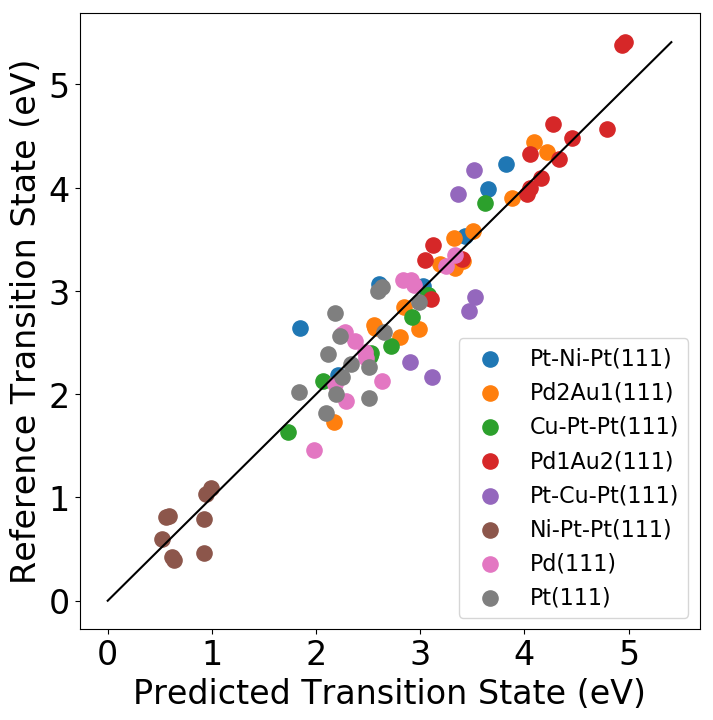 Reference Transition State (eV)
5
4
3
2
1
0
Pt-Ni-Pt(111)
Pd2Au1(111)
Cu-Pt-Pt(111)
Pd1Au2(111)
Pt-Cu-Pt(111)
Ni-Pt-Pt(111)
Pd(111)
Pt(111)
0 1 2 3 4 5
Predicted Transition State (eV)